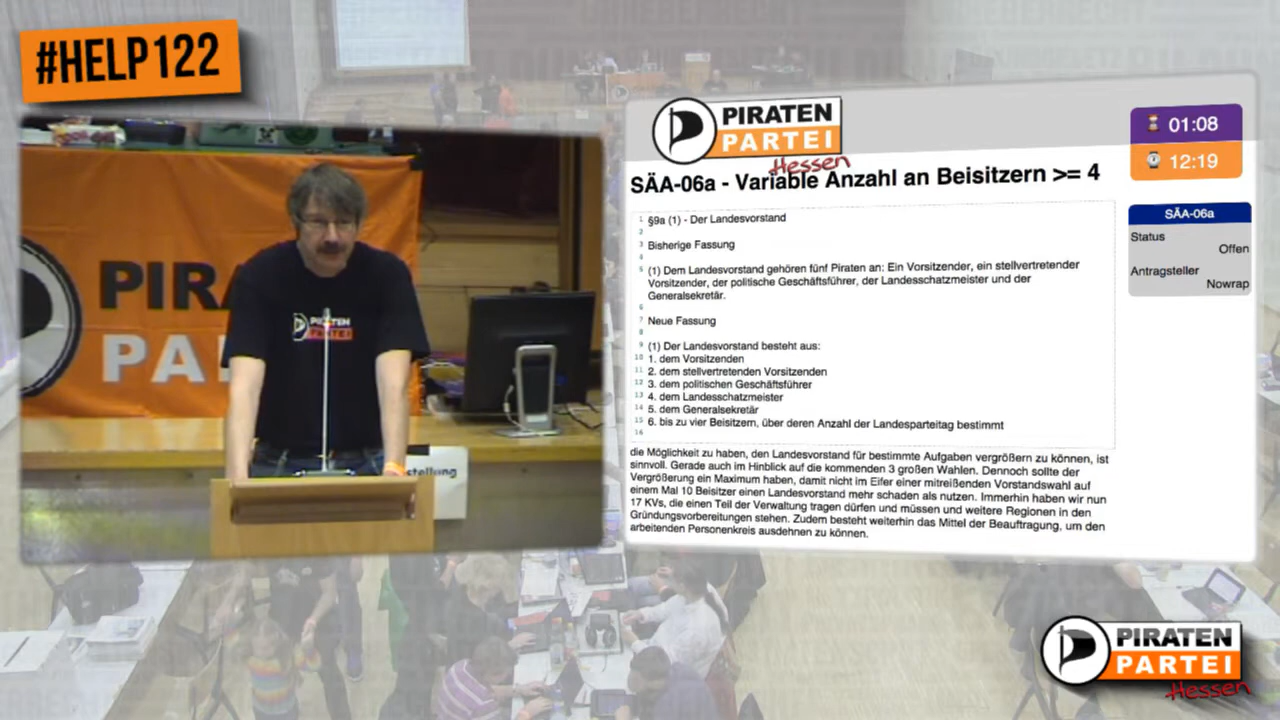 #HELP122
PIRATEN
PARTEI
Hessen
01:08
12:19
SÄA-06a - Variable Anzahl an Beisitzern >= 4
1 §9a (1) - Der Landesvorstand
2
3 Bisherige Fassung
4
5 (1) Dem Landesvorstand gehören fünf Piraten an: Ein Vorsitzender, ein stellvertretender
Vorsitzender, der politische Geschäftsführer, der Landesschatzmeister und der
Generalsekretär.
6
7 Neue Fassung
8
9 (1) Der Landesvorstand besteht aus:
10 1. dem Vorsitzenden
11 2. dem stellvertretenden Vorsitzenden
12 3. dem politischen Geschäftsführer
13 4. dem Landesschatzmeister
14 5. dem Generalsekretär
15 6. bis zu vier Beisitzern, über deren Anzahl der Landesparteitag bestimmt
16
die Möglichkeit zu haben, den Landesvorstand für bestimmte Aufgaben vergrößern zu können, ist
sinnvoll. Gerade auch im Hinblick auf die kommenden 3 großen Wahlen. Dennoch sollte der
Vergrößerung ein Maximum haben, damit nicht im Eifer einer mitreißenden Vorstandswahl auf
einem Mal 10 Beisitzer einen Landesvorstand mehr schaden als nutzen. Immerhin haben wir nun
17 KVs, die einen Teil der Verwaltung tragen dürfen und müssen und weitere Regionen in den
Gründungsvorbereitungen stehen. Zudem besteht weiterhin das Mittel der Beauftragung, um den
arbeitenden Personenkreis ausdehnen zu können.
SÄA-06a
Status
Offen
Antragsteller
Nowrap
PIRA
PA
PIRATEN
PARTEI
stellung
PIRATEN
PARTEI
Hessen